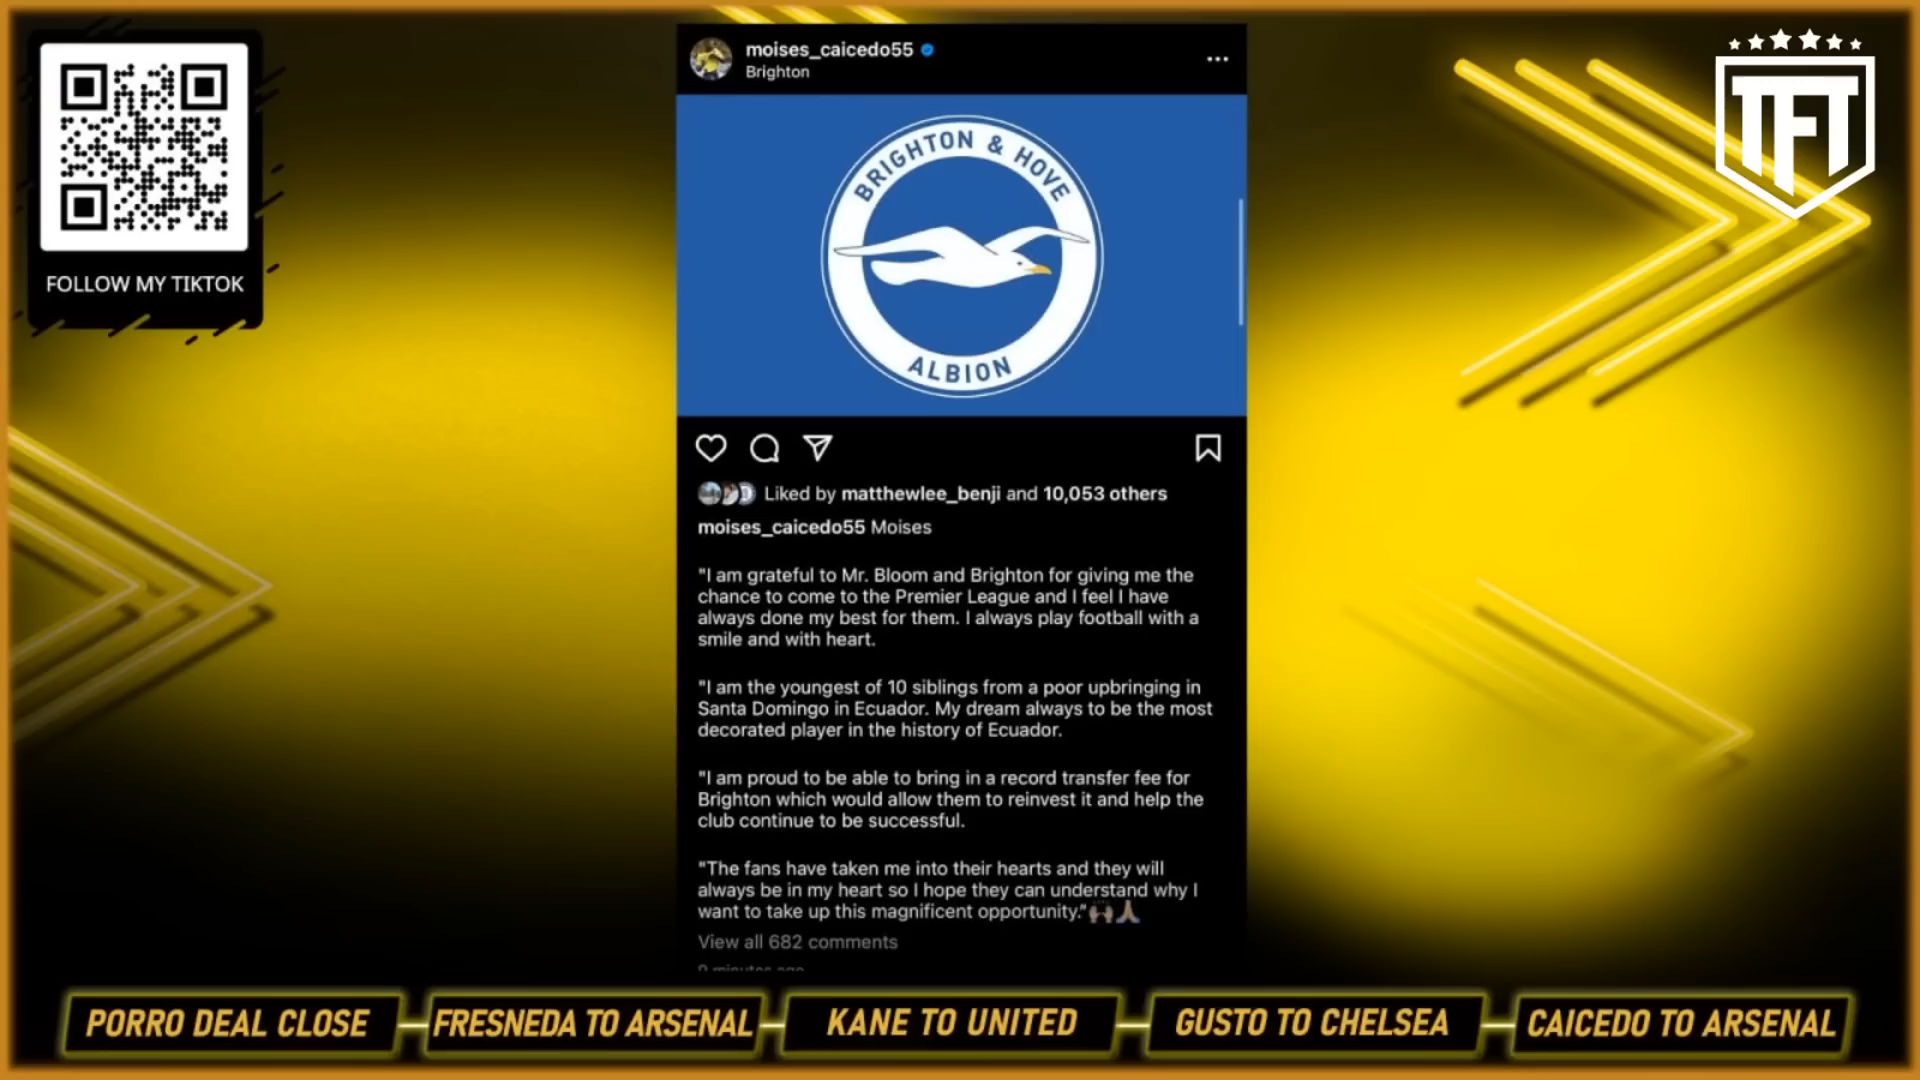 moises_caicedo55
Brighton
BRIGHTON & HOVE
ALBION
TFT
FOLLOW MY TIKTOK
Liked by matthewlee_benji and 10,053 others
moises_caicedo55 Moises
"I am grateful to Mr. Bloom and Brighton for giving me the
chance to come to the Premier League and I feel I have
always done my best for them. I always play football with a
smile and with heart.
"I am the youngest of 10 siblings from a poor upbringing in
Santa Domingo in Ecuador. My dream always to be the most
decorated player in the history of Ecuador.
"I am proud to be able to bring in a record transfer fee for
Brighton which would allow them to reinvest it and help the
club continue to be successful.
"The fans have taken me into their hearts and they will
always be in my heart so I hope they can understand why I
want to take up this magnificent opportunity."🙌🏽🙏🏽
View all 682 comments
minutes ago
PORRO DEAL CLOSE
FRESNEDA TO ARSENAL
KANE TO UNITED
GUSTO TO CHELSEA
CAICEDO TO ARSENAL